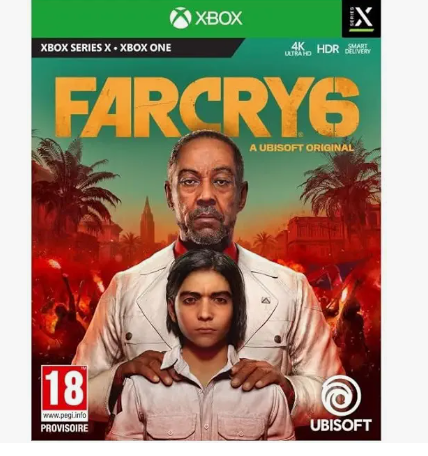 XBOX
SERIES X
XBOX SERIES X • XBOX ONE
4K ULTRA HD HDR SMART DELIVERY
FARCRY6
A UBISOFT ORIGINAL
18
www.pegi.info
PROVISOIRE
UBISOFT